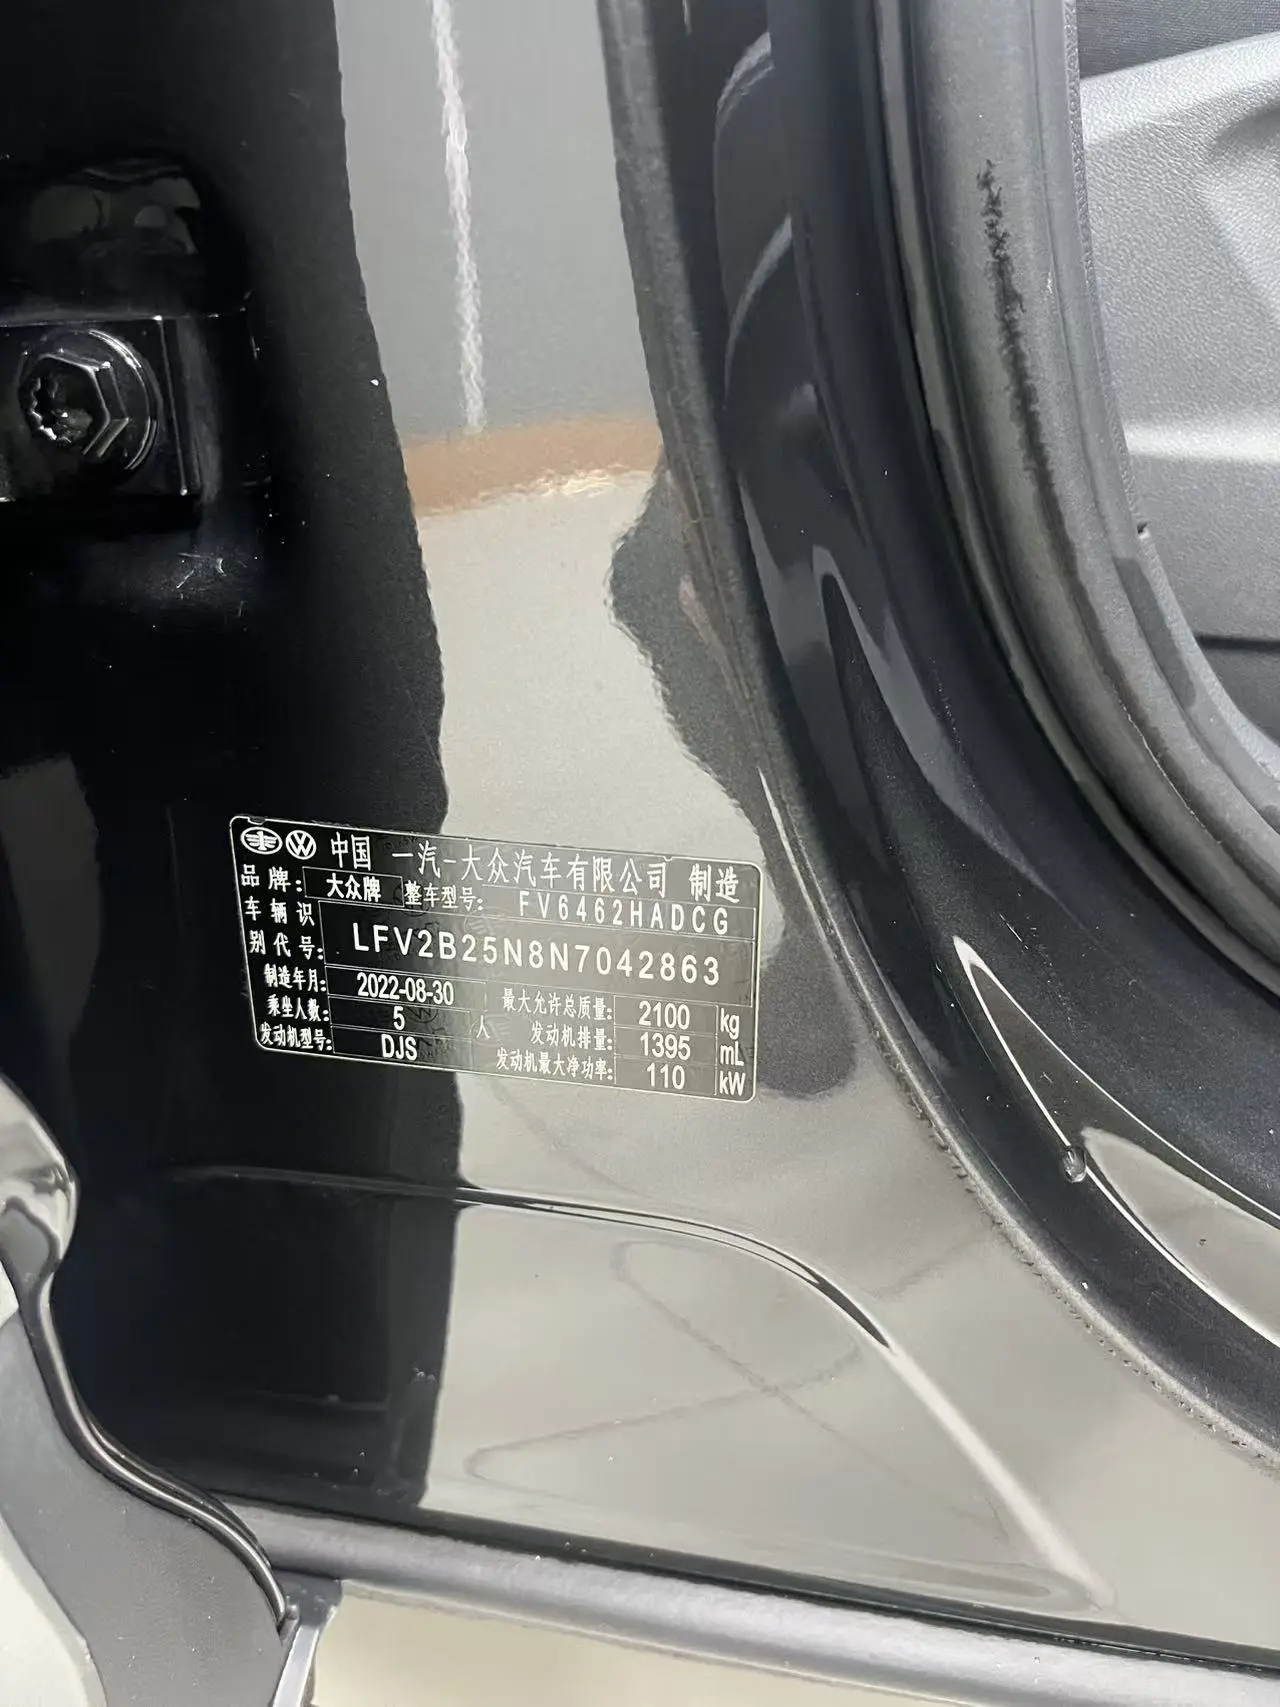 中国 一汽-大众汽车有限公司 制造
品牌: 大众牌 整车型号: FV6462HADCG
车辆识别代号: LFV2B25N8N7042863
制造年月: 2022-08-30 最大允许总质量: 2100 kg
乘坐人数: 5 人 发动机排量: 1395 mL
发动机型号: DJS 发动机最大净功率: 110 kW